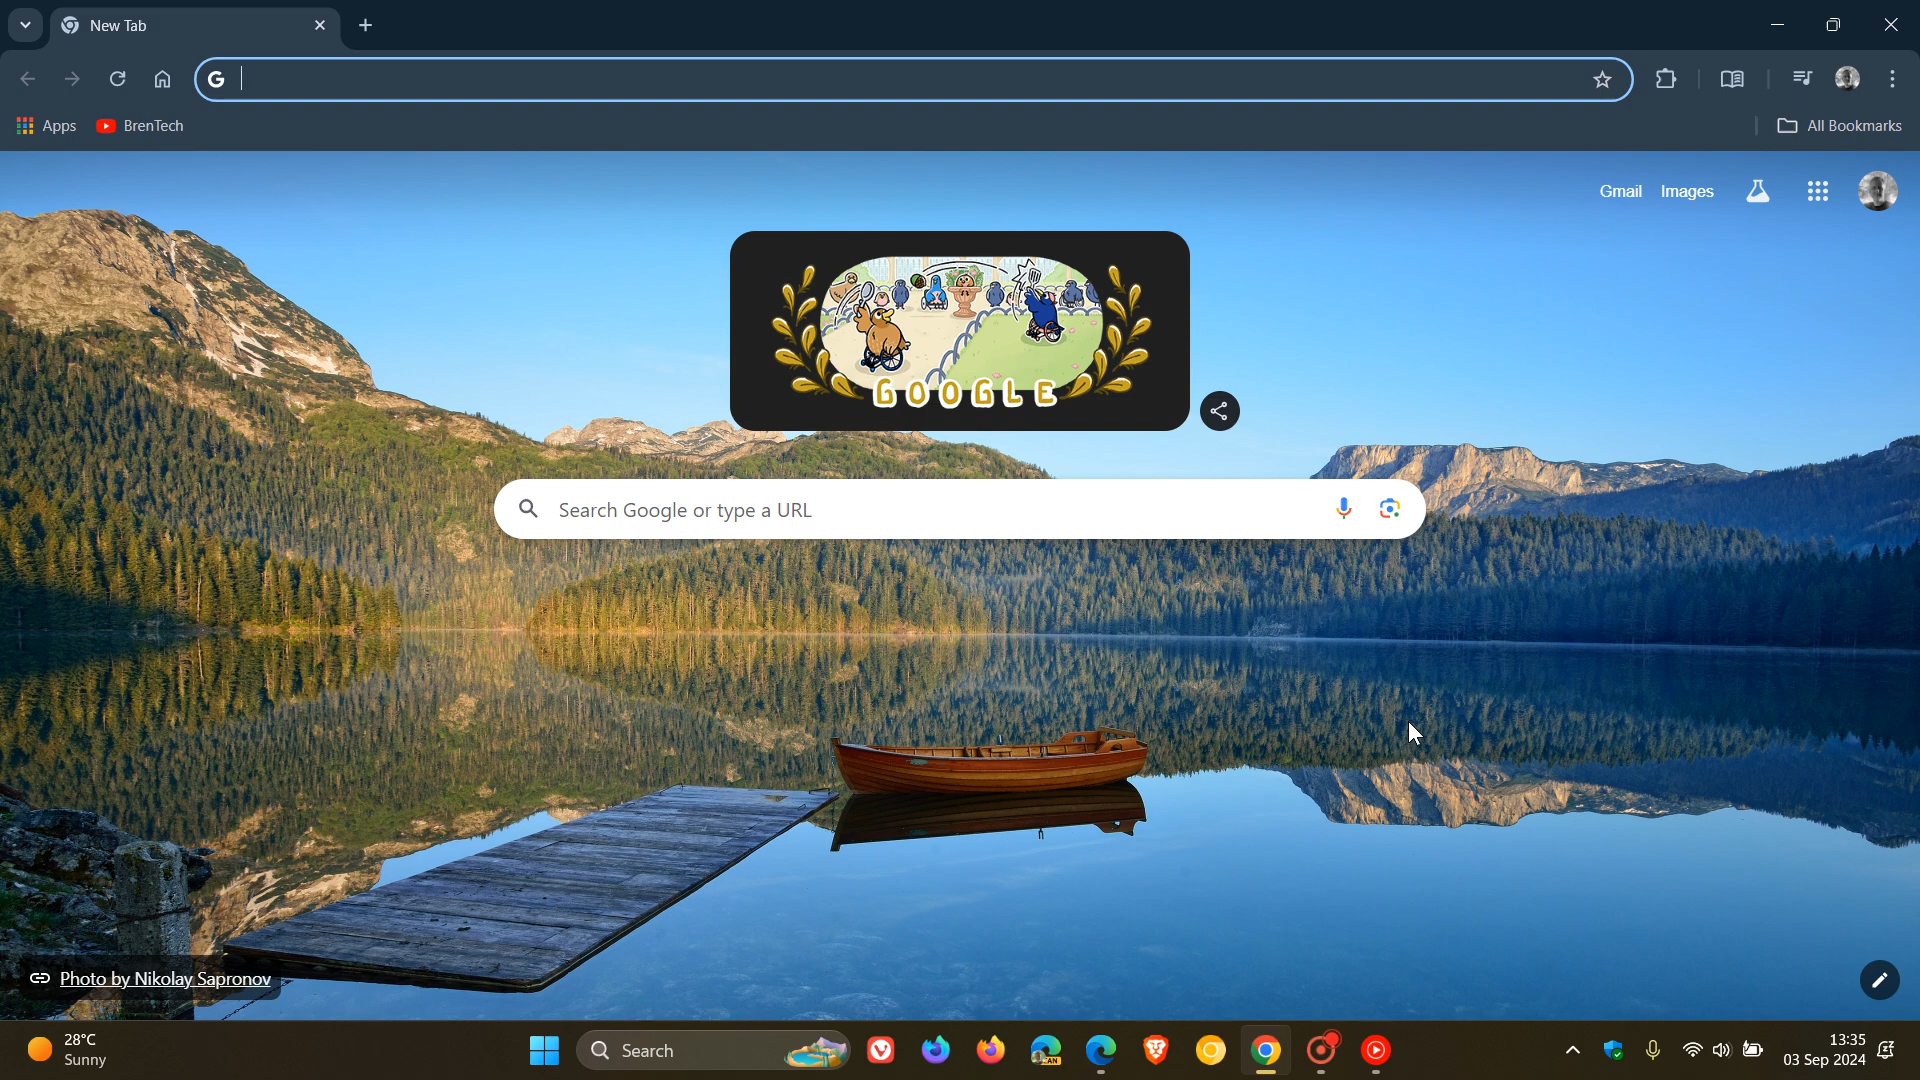 New Tab
Apps
BrenTech
All Bookmarks
Gmail
Images
GOOGLE
Search Google or type a URL
Photo by Nikolay Sapronov
28°C
Sunny
Search
CAN
13:35
03 Sep 2024